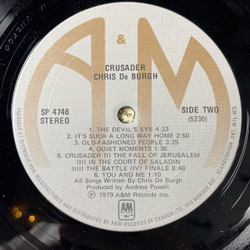 A & M
CRUSADER
CHRIS De BURGH
SP 4746
STEREO
SIDE TWO
(5230)
1. THE DEVIL'S EYE 4:33
2. IT'S SUCH A LONG WAY HOME 2:50
3. OLD-FASHIONED PEOPLE 3:25
4. QUIET MOMENTS 1:38
5. CRUSADER (I) THE FALL OF JERUSALEM
(II) IN THE COURT OF SALADIN
(III) THE BATTLE (IV) FINALE 8:48
6. YOU AND ME 1:10
All Songs Written By Chris De Burgh
Produced by Andrew Powell
℗ 1979 A&M Records Inc.
A&M